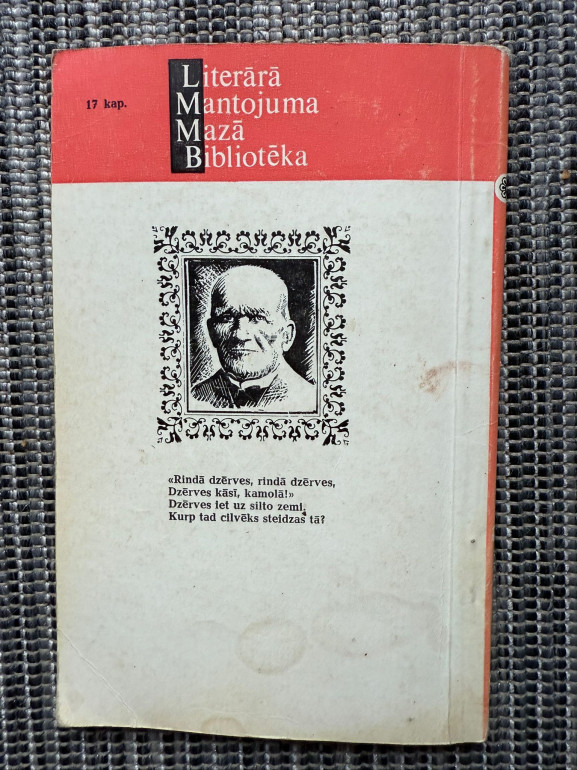 17 kap.
Literārā
Mantojuma
Mazā
Bibliotēka
«Rindā dzērves, rindā dzērves,
Dzērves kāsī, kamolā!»
Dzērves iet uz silto zemi,
Kurp tad cilvēks steidzas tā?